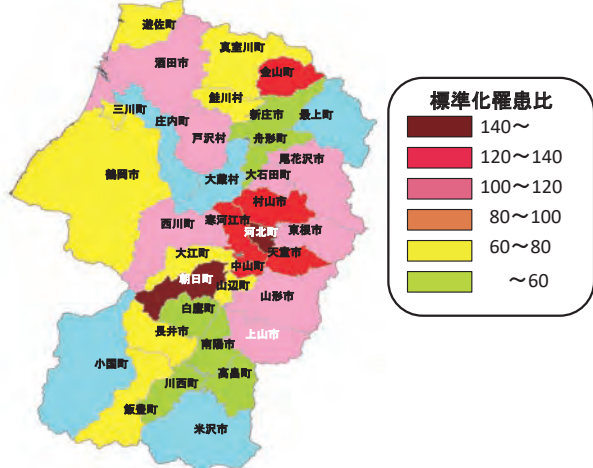 遊佐町
真室川町
酒田市
金山町
鮭川村
三川町
庄内町
新庄市
最上町
戸沢村
舟形町
尾花沢市
鶴岡市
大蔵村
大石田町
村山市
西川町
寒河江市
河北町
東根市
大江町
天童市
中山町
朝日町
山辺町
山形市
白鷹町
長井市
南陽市
上山市
小国町
高畠町
川西町
飯豊町
米沢市
標準化罹患比
140～
120～140
100～120
80～100
60～80
～60